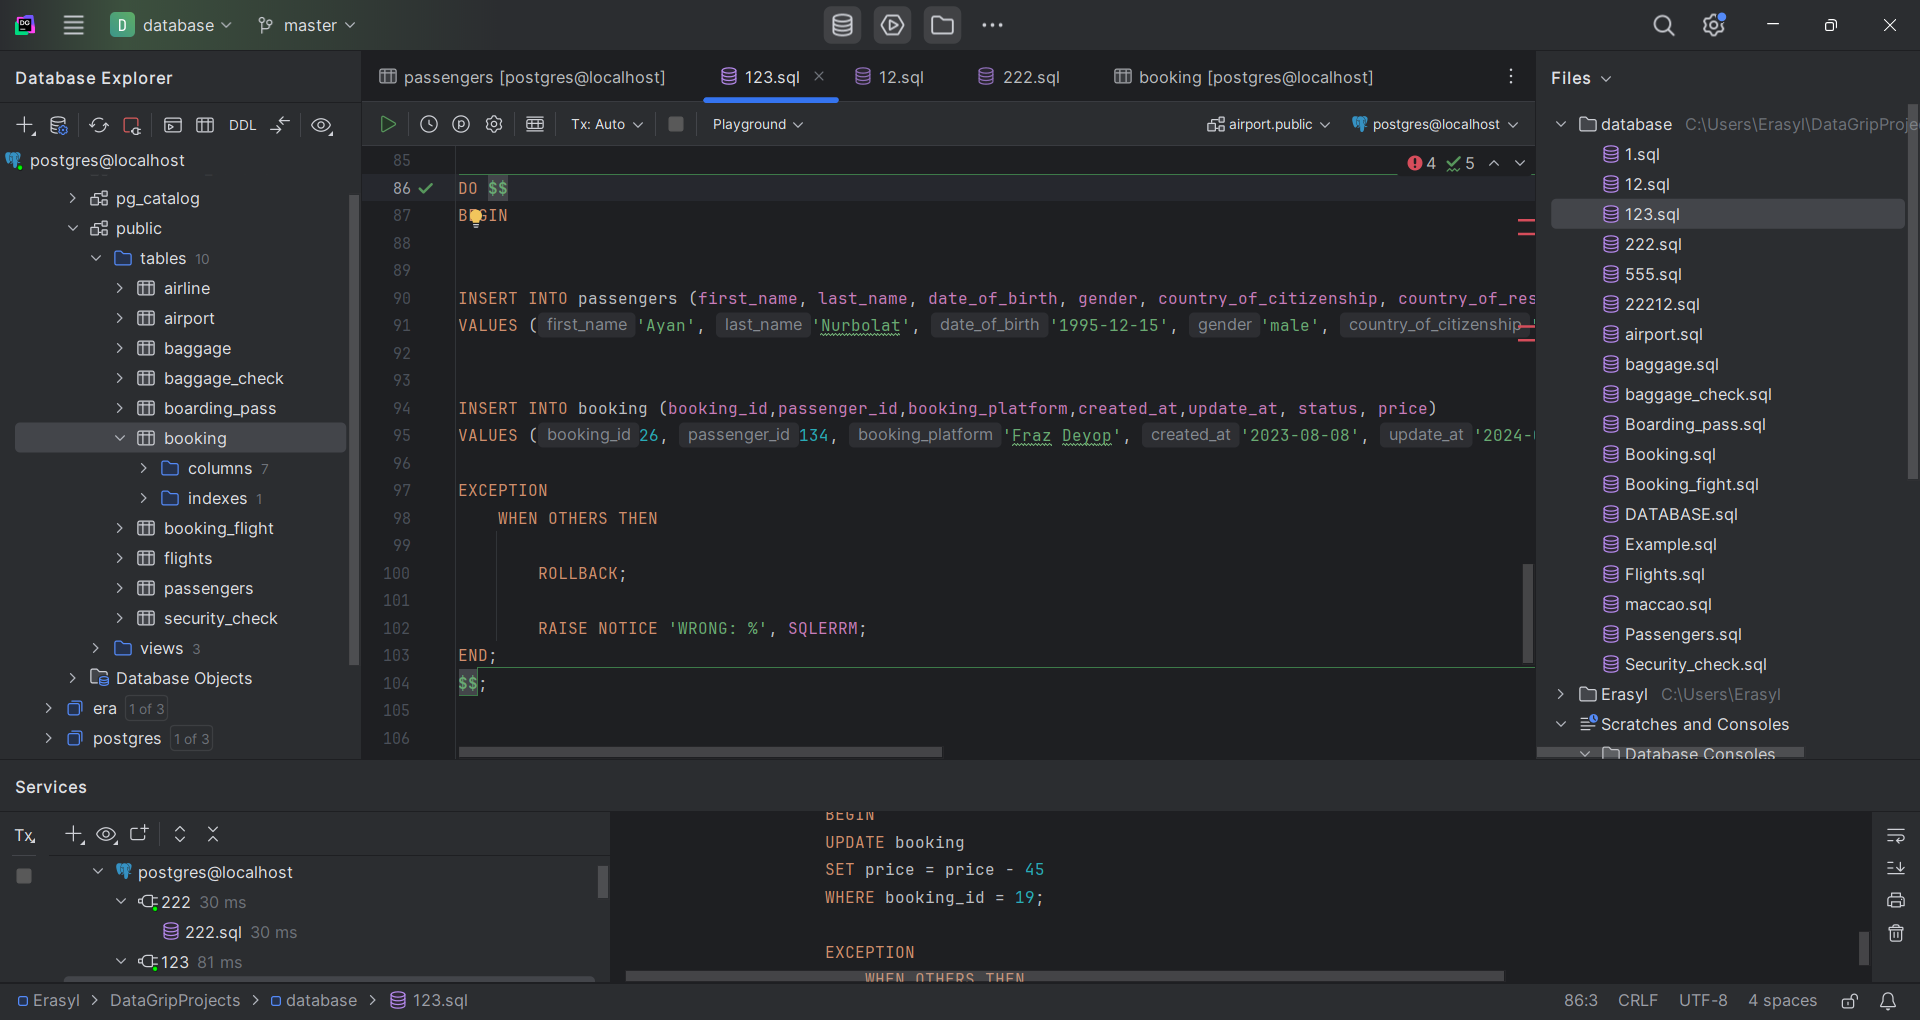 DG
D database master
Database Explorer
DDL
postgres@localhost
pg_catalog
public
tables 10
airline
airport
baggage
baggage_check
boarding_pass
booking
columns 7
indexes 1
booking_flight
flights
passengers
security_check
views 3
Database Objects
era 1 of 3
postgres 1 of 3
passengers [postgres@localhost] 123.sql 12.sql 222.sql booking [postgres@localhost]
Tx: Auto Playground airport.public postgres@localhost
4 5
85
86 DO $$
87 BEGIN
88
89
90 INSERT INTO passengers (first_name, last_name, date_of_birth, gender, country_of_citizenship, country_of_res
91 VALUES ( first_name 'Ayan', last_name 'Nurbolat', date_of_birth '1995-12-15', gender 'male', country_of_citizenship
92
93
94 INSERT INTO booking (booking_id,passenger_id,booking_platform,created_at,update_at, status, price)
95 VALUES ( booking_id 26, passenger_id 134, booking_platform 'Fraz Deyop', created_at '2023-08-08', update_at '2024-
96
97 EXCEPTION
98 WHEN OTHERS THEN
99
100 ROLLBACK;
101
102 RAISE NOTICE 'WRONG: %', SQLERRM;
103 END;
104 $$;
105
106
Files
database C:\Users\Erasyl\DataGripProje
1.sql
12.sql
123.sql
222.sql
555.sql
22212.sql
airport.sql
baggage.sql
baggage_check.sql
Boarding_pass.sql
Booking.sql
Booking_fight.sql
DATABASE.sql
Example.sql
Flights.sql
maccao.sql
Passengers.sql
Security_check.sql
Erasyl C:\Users\Erasyl
Scratches and Consoles
Database Consoles
Services
Tx
postgres@localhost
222 30 ms
222.sql 30 ms
123 81 ms
BEGIN
UPDATE booking
SET price = price - 45
WHERE booking_id = 19;
EXCEPTION
WHEN OTHERS THEN
Erasyl > DataGripProjects > database > 123.sql
86:3 CRLF UTF-8 4 spaces